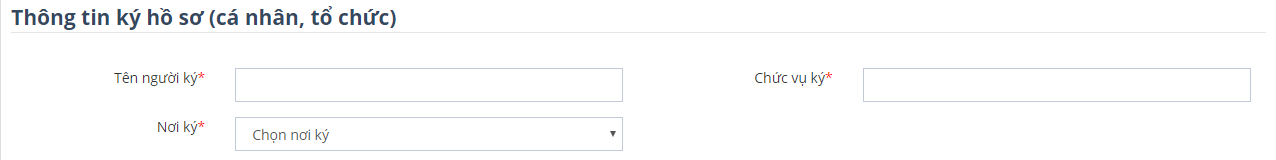 Thông tin ký hồ sơ (cá nhân, tổ chức)
Tên người ký* Chức vụ ký*
Nơi ký* Chọn nơi ký